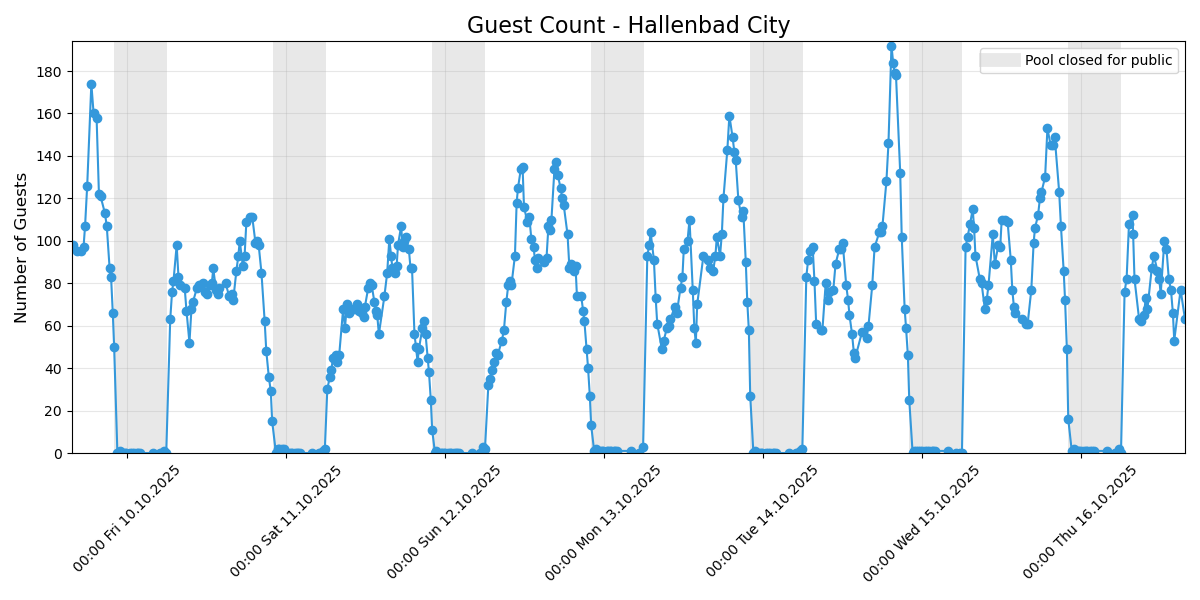 Guest Count - Hallenbad City
Pool closed for public
Number of Guests
180
160
140
120
100
80
60
40
20
0
00:00 Fri 10.10.2025
00:00 Sat 11.10.2025
00:00 Sun 12.10.2025
00:00 Mon 13.10.2025
00:00 Tue 14.10.2025
00:00 Wed 15.10.2025
00:00 Thu 16.10.2025